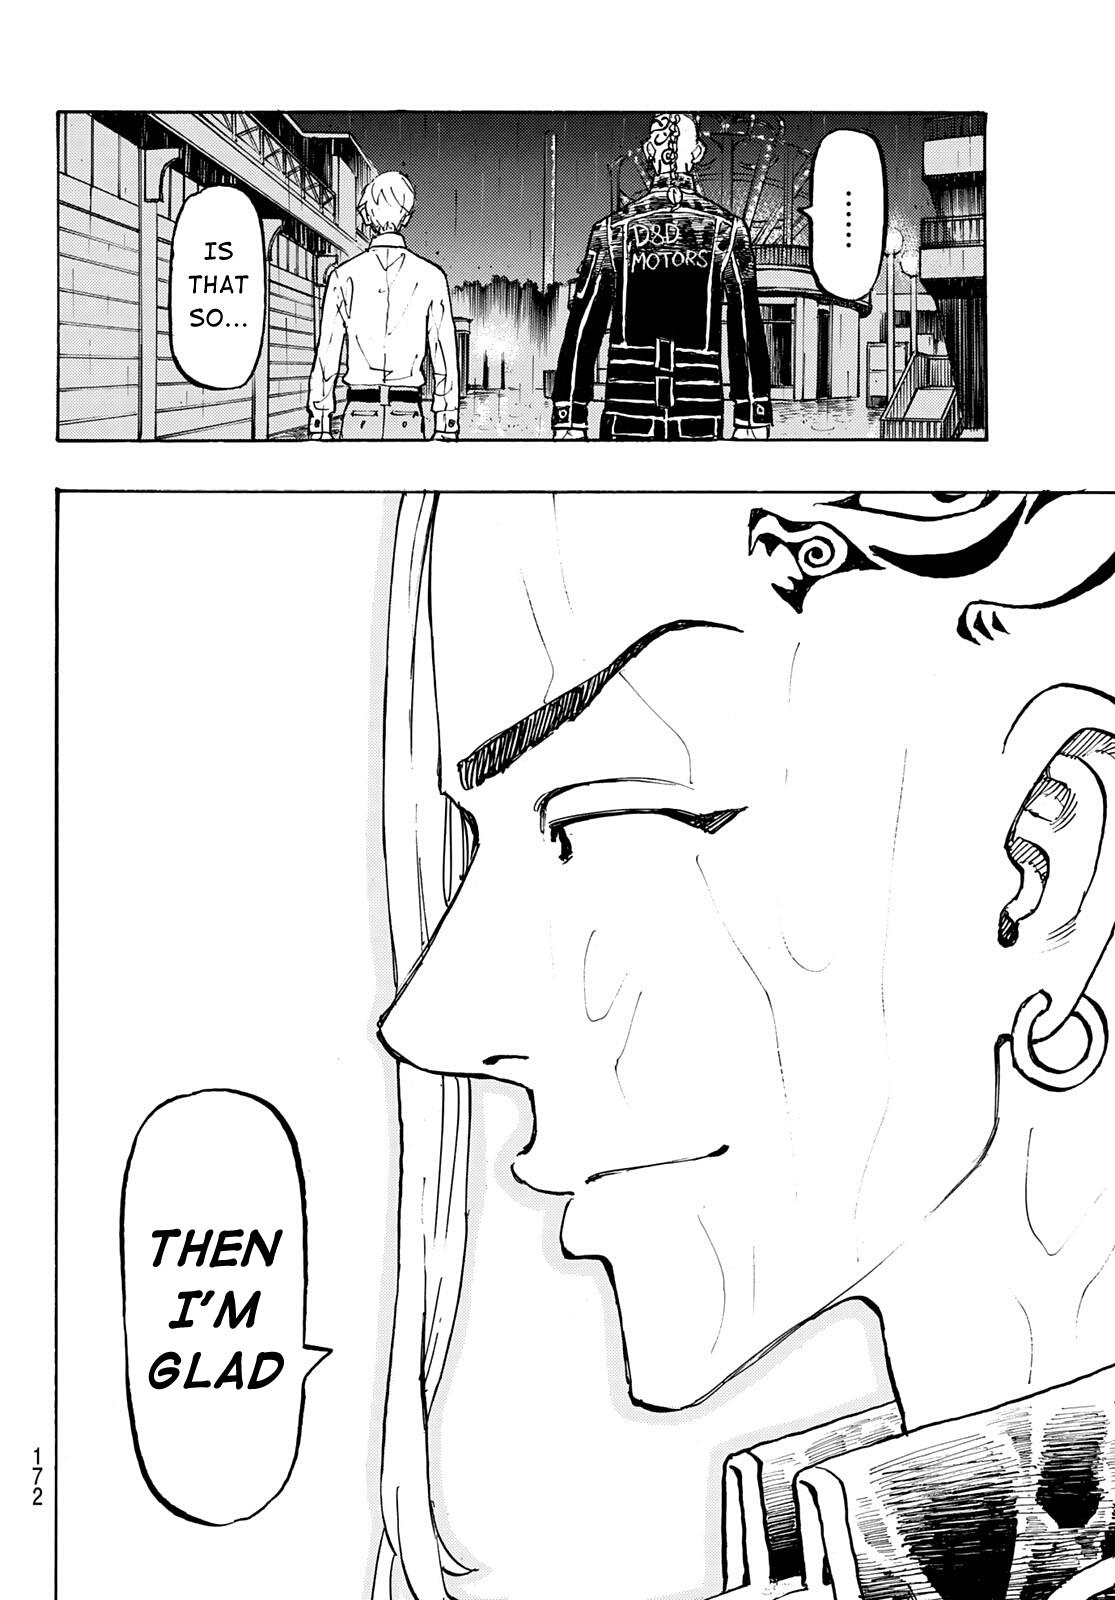 IS
THAT
SO...
D&D
MOTORS
.......
THEN
I'M
GLAD
172